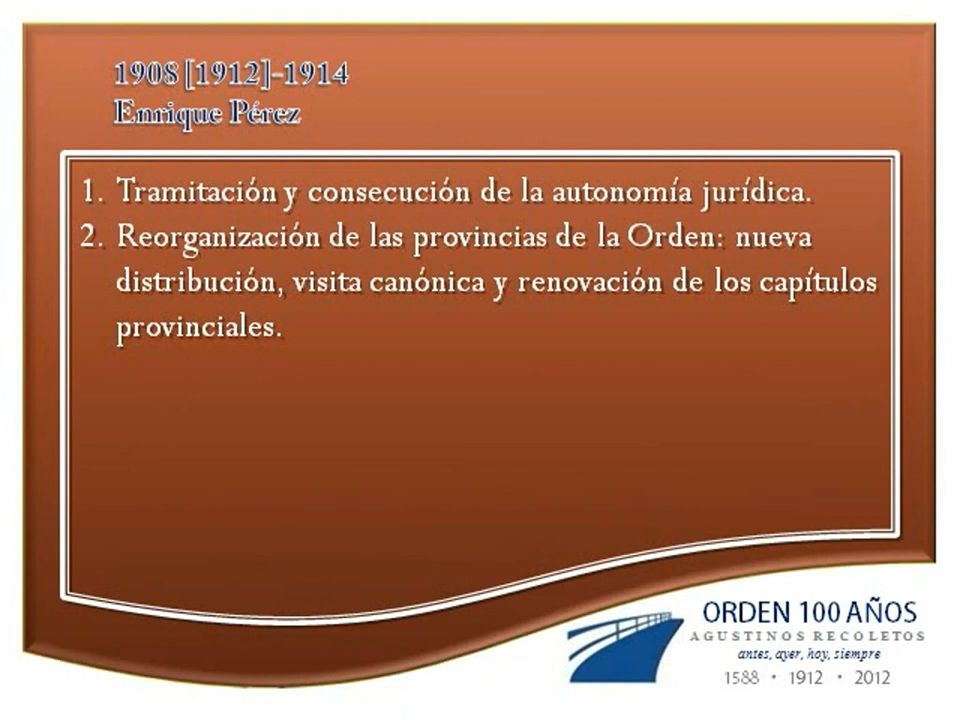 1908 [1912]-1914
Enrique Pérez
1. Tramitación y consecución de la autonomía jurídica.
2. Reorganización de las provincias de la Orden: nueva
distribución, visita canónica y renovación de los capítulos
provinciales.
ORDEN 100 AÑOS
AGUSTINOS RECOLETOS
antes, ayer, hoy, siempre
1588 • 1912 • 2012